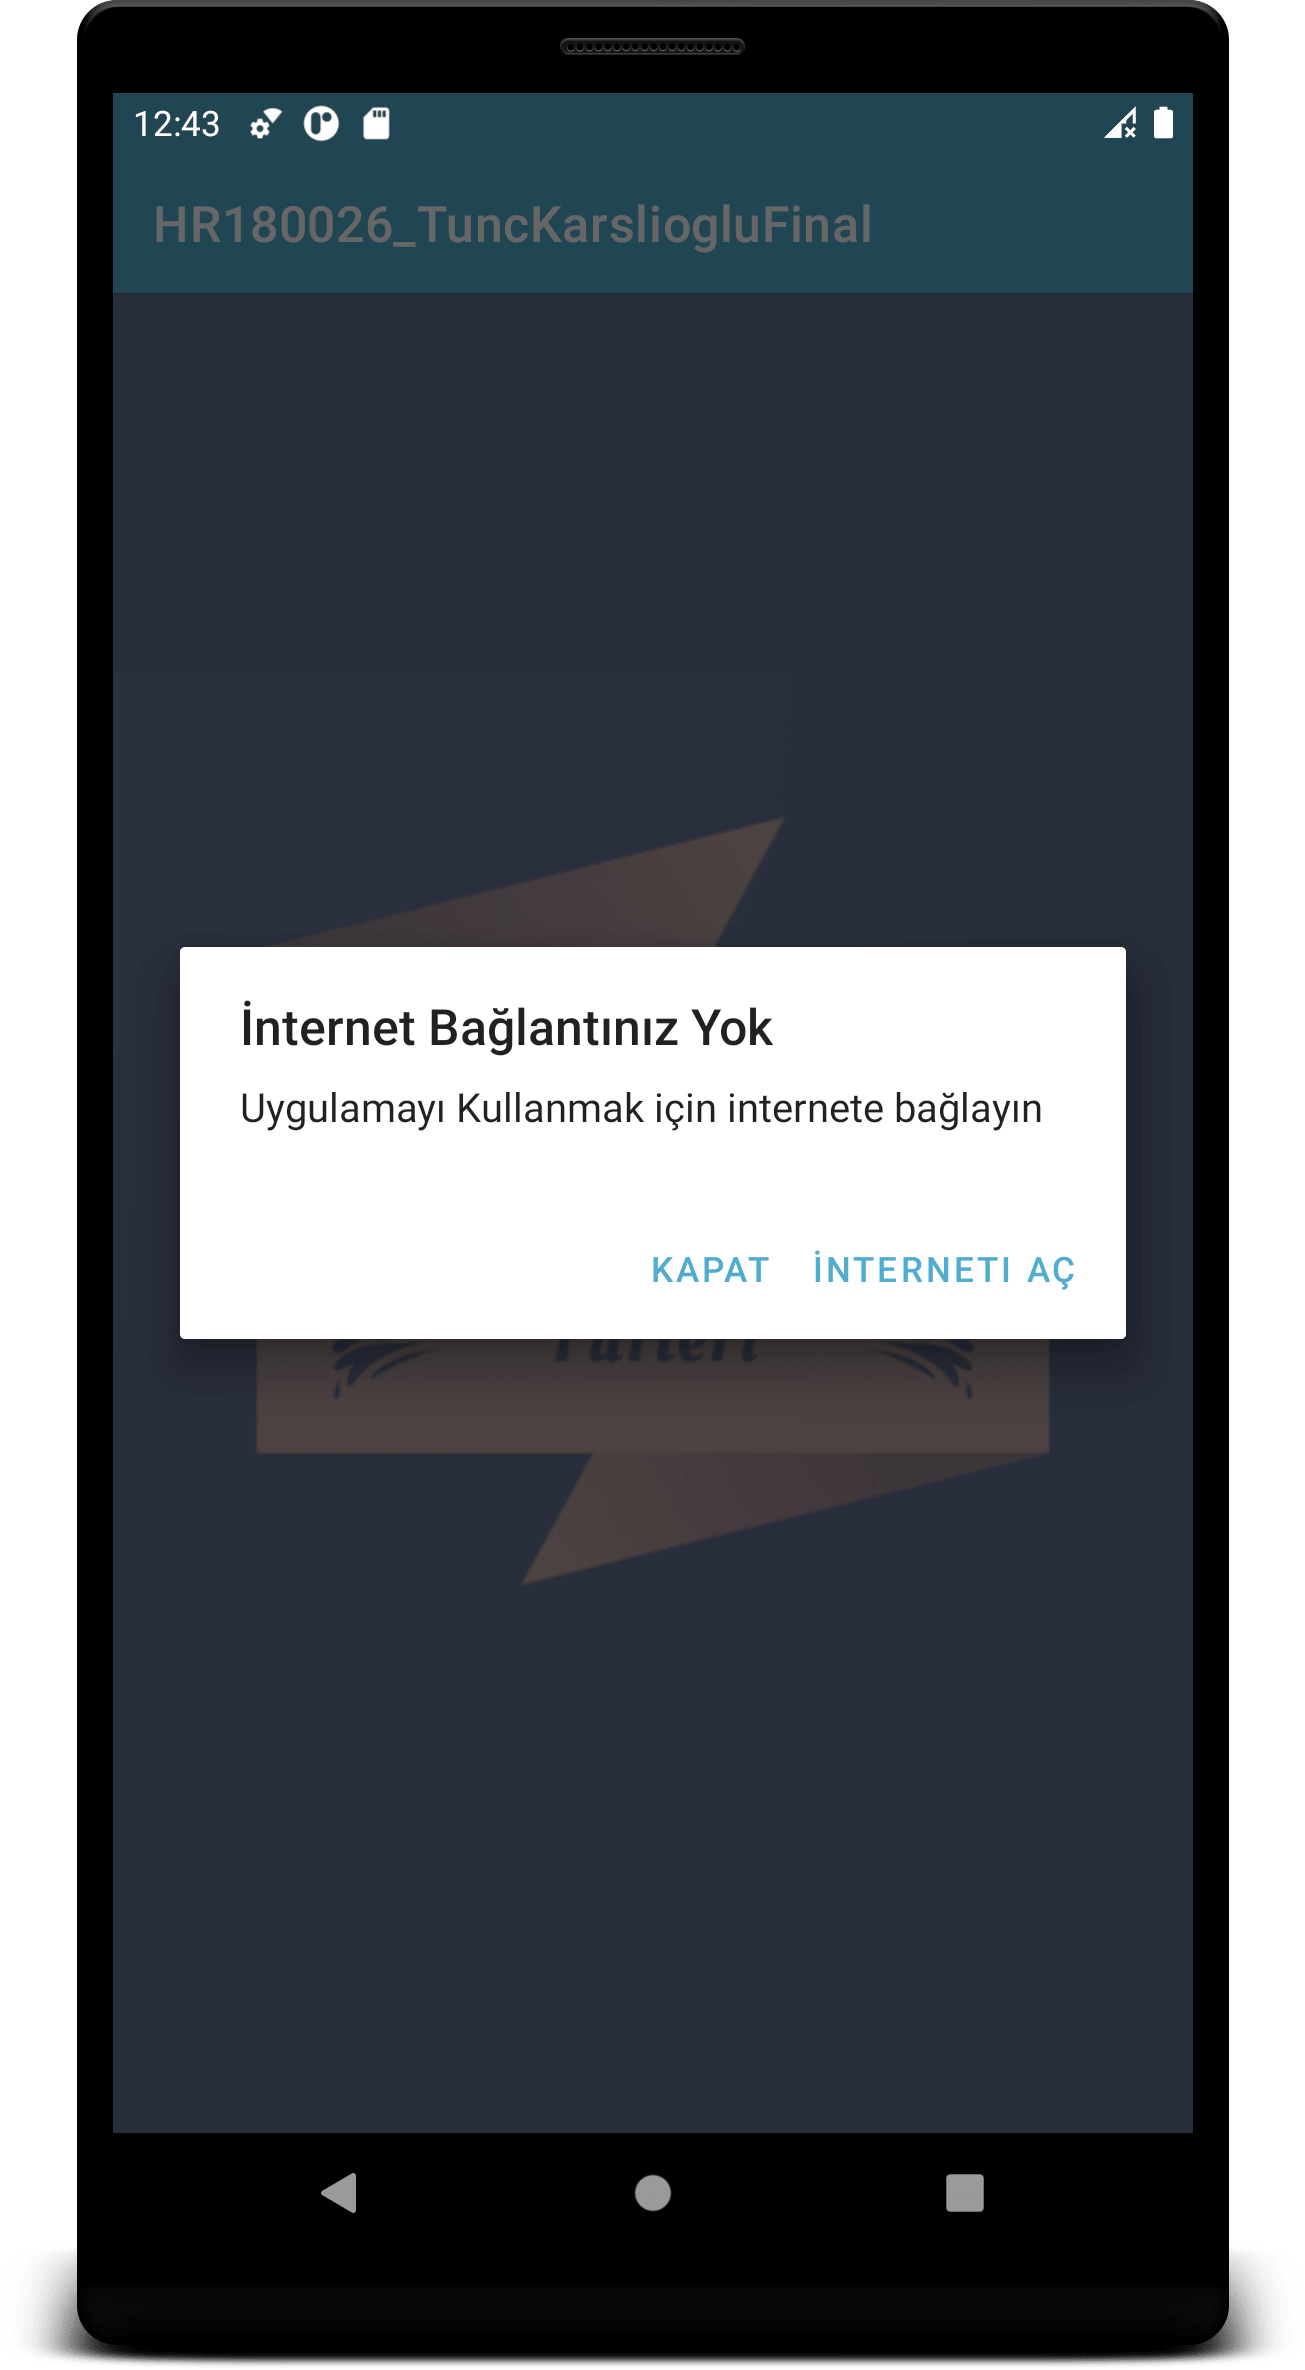 12:43
HR180026_TuncKarsliogluFinal
İnternet Bağlantınız Yok
Uygulamayı Kullanmak için internete bağlayın
KAPAT İNTERNETI AÇ